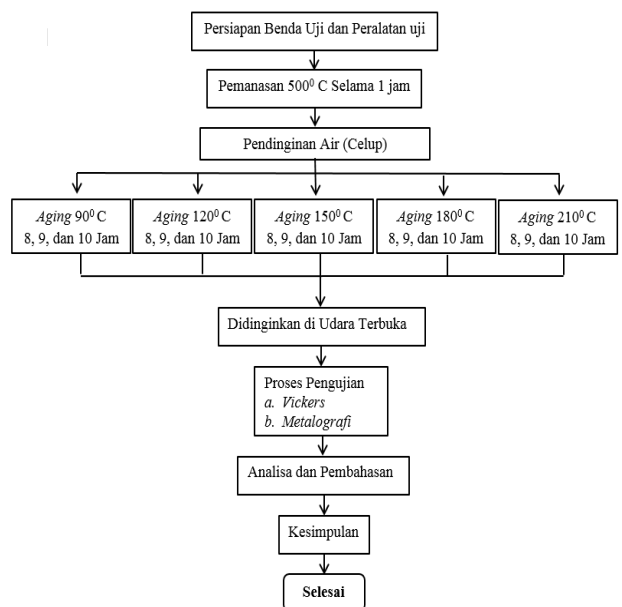 Persiapan Benda Uji dan Peralatan uji
Pemanasan 500⁰ C Selama 1 jam
Pendinginan Air (Celup)
Aging 90⁰ C
8, 9, dan 10 Jam
Aging 120⁰ C
8, 9, dan 10 Jam
Aging 150⁰ C
8, 9, dan 10 Jam
Aging 180⁰ C
8, 9, dan 10 Jam
Aging 210⁰ C
8, 9, dan 10 Jam
Didinginkan di Udara Terbuka
Proses Pengujian
a. Vickers
b. Metalografi
Analisa dan Pembahasan
Kesimpulan
Selesai